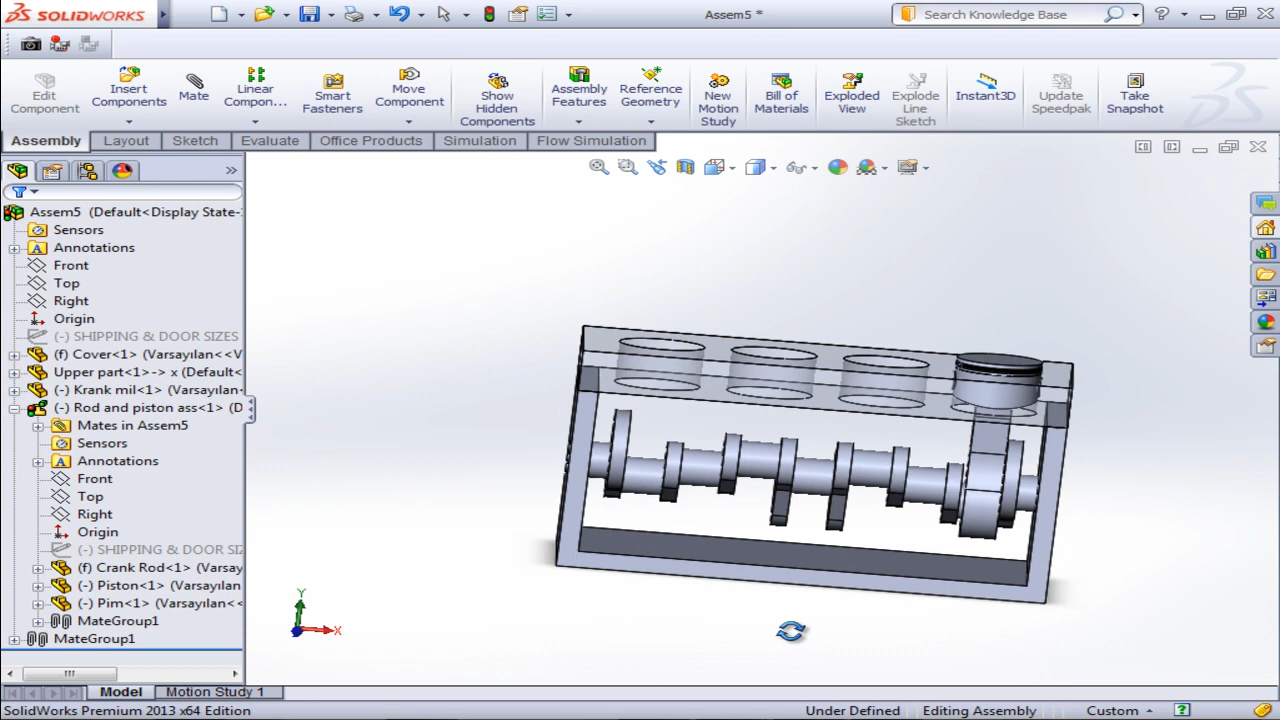 SOLIDWORKS
Assem5 *
Search Knowledge Base
Edit Component
Insert Components
Mate
Linear Compon...
Smart Fasteners
Move Component
Show Hidden Components
Assembly Features
Reference Geometry
New Motion Study
Bill of Materials
Exploded View
Explode Line Sketch
Instant3D
Update Speedpak
Take Snapshot
Assembly
Layout
Sketch
Evaluate
Office Products
Simulation
Flow Simulation
Assem5 (Default<Display State-
Sensors
Annotations
Front
Top
Right
Origin
(-) SHIPPING & DOOR SIZES
(f) Cover<1> (Varsayılan<<V
Upper part<1>-> x (Default<
(-) Krank mil<1> (Varsayılan<
(-) Rod and piston ass<1> (D
Mates in Assem5
Sensors
Annotations
Front
Top
Right
Origin
(-) SHIPPING & DOOR SIZ
(f) Crank Rod<1> (Varsay
(-) Piston<1> (Varsayılan
(-) Pim<1> (Varsayılan<<
MateGroup1
MateGroup1
Y
X
Model
Motion Study 1
SolidWorks Premium 2013 x64 Edition
Under Defined
Editing Assembly
Custom